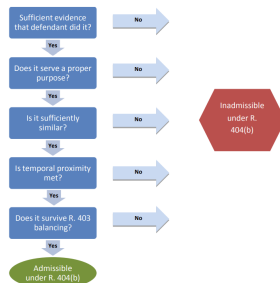 Sufficient evidence
that defendant did it?
No
Yes
Does it serve a proper
purpose?
No
Yes
Is it sufficiently
similar?
No
Inadmissible
under R.
404(b)
Yes
Is temporal proximity
met?
No
Yes
Does it survive R. 403
balancing?
No
Yes
Admissible
under R. 404(b)